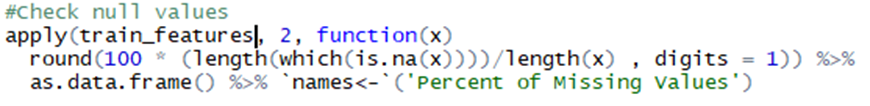 #Check null values
apply(train_features, 2, function(x)
  round(100 * (length(which(is.na(x))))/length(x) , digits = 1)) %>%
  as.data.frame() %>% `names<-`('Percent of Missing Values')